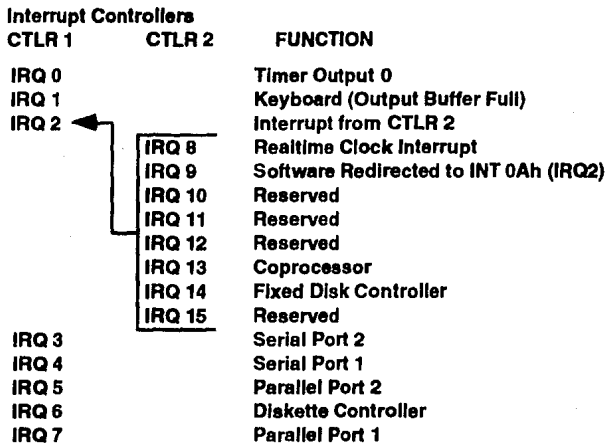 Interrupt Controllers
CTLR 1 CTLR 2 FUNCTION
IRQ 0 Timer Output 0
IRQ 1 Keyboard (Output Buffer Full)
IRQ 2 Interrupt from CTLR 2
IRQ 8 Realtime Clock Interrupt
IRQ 9 Software Redirected to INT 0Ah (IRQ2)
IRQ 10 Reserved
IRQ 11 Reserved
IRQ 12 Reserved
IRQ 13 Coprocessor
IRQ 14 Fixed Disk Controller
IRQ 15 Reserved
IRQ 3 Serial Port 2
IRQ 4 Serial Port 1
IRQ 5 Parallel Port 2
IRQ 6 Diskette Controller
IRQ 7 Parallel Port 1